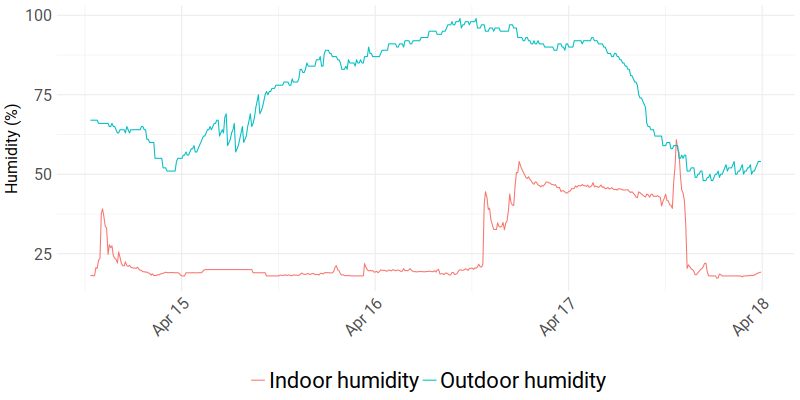 Humidity (%)
100
75
50
25
Apr 15
Apr 16
Apr 17
Apr 18
Indoor humidity
Outdoor humidity